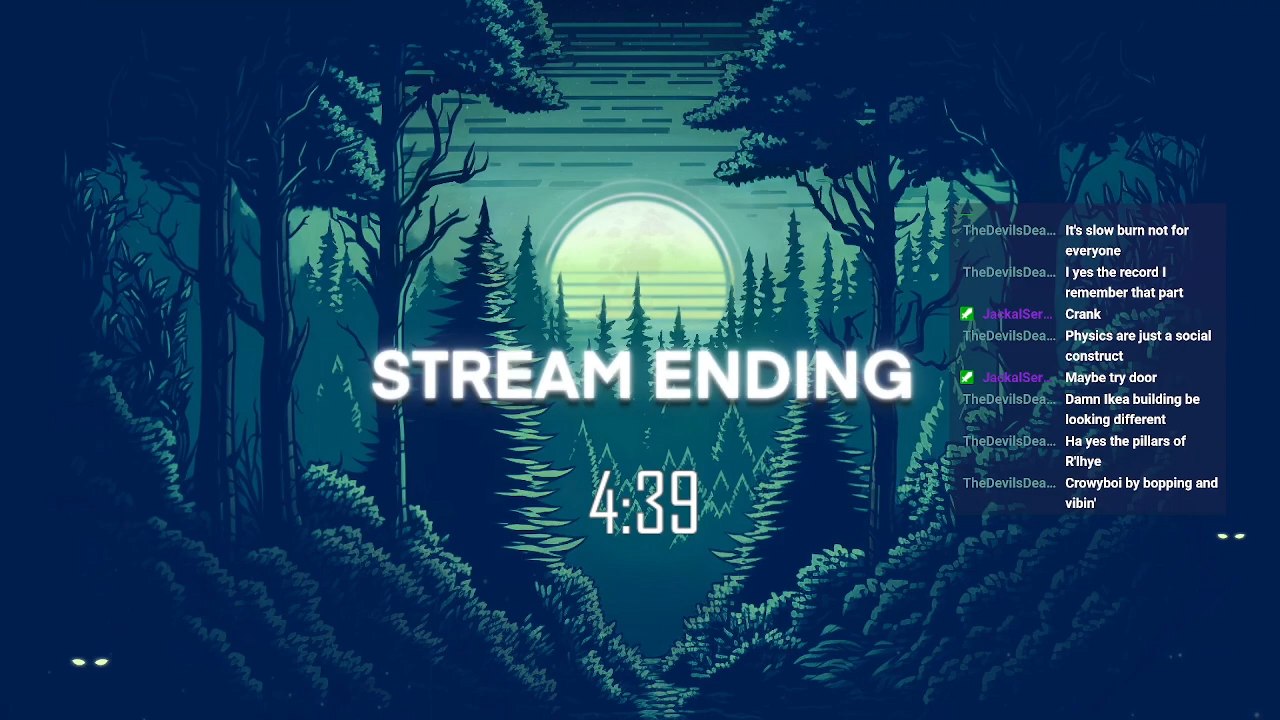 TheDevilsDea... It's slow burn not for
everyone
TheDevilsDea... I yes the record I
remember that part
JackalSer... Crank
TheDevilsDea... Physics are just a social
construct
JackalSer... Maybe try door
TheDevilsDea... Damn Ikea building be
looking different
TheDevilsDea... Ha yes the pillars of
R'lhye
TheDevilsDea... Crowyboi by bopping and
vibin'
STREAM ENDING
4:39